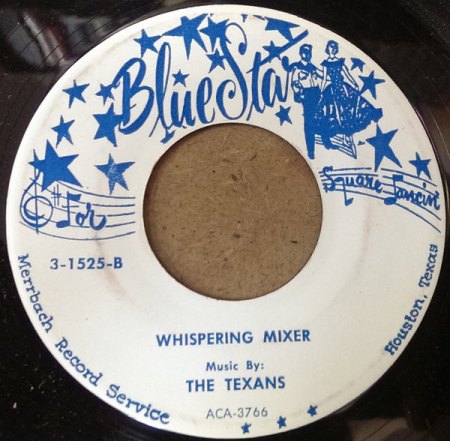 Blue Star
For
Square Dancin'
3-1525-B
Merrbach Record Service
Houston, Texas
WHISPERING MIXER
Music By:
THE TEXANS
ACA-3766